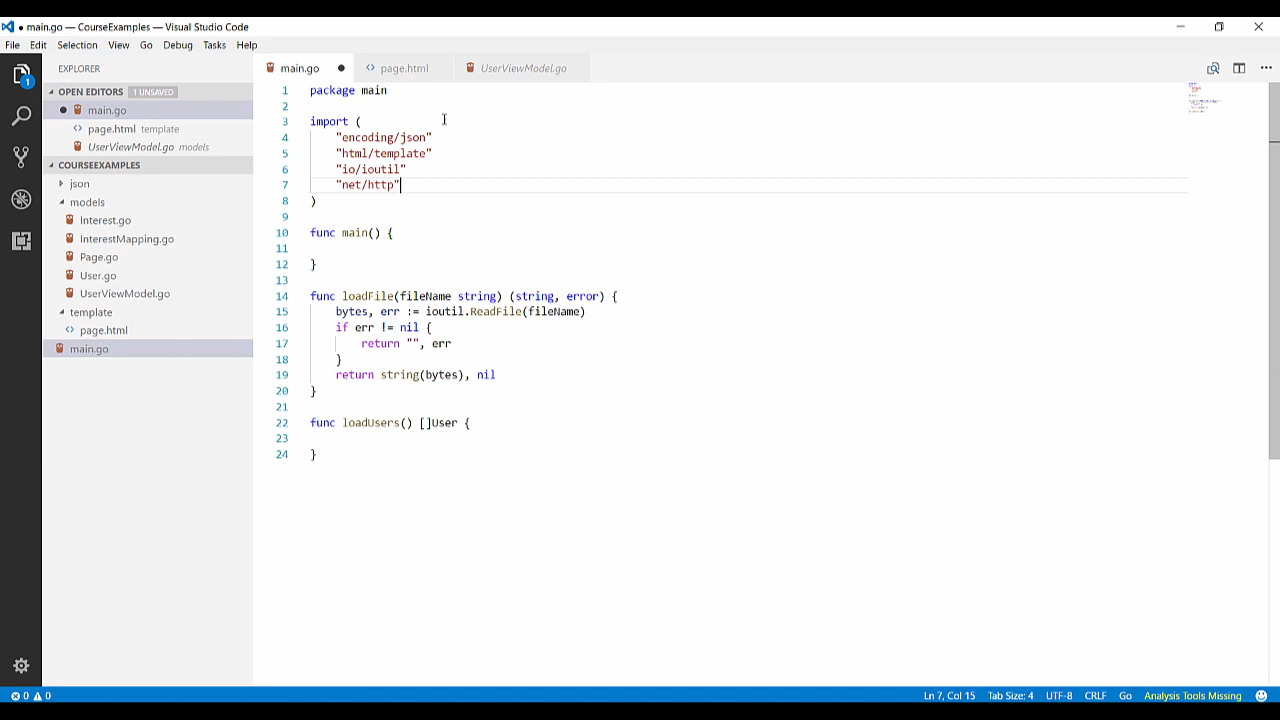 main.go — CourseExamples — Visual Studio Code
File Edit Selection View Go Debug Tasks Help
EXPLORER
main.go
page.html
UserViewModel.go
OPEN EDITORS 1 UNSAVED
main.go
page.html template
UserViewModel.go models
COURSEEXAMPLES
json
models
Interest.go
InterestMapping.go
Page.go
User.go
UserViewModel.go
template
page.html
main.go
1
1 package main
2
3 import (
4 "encoding/json"
5 "html/template"
6 "io/ioutil"
7 "net/http"
8 )
9
10 func main() {
11
12 }
13
14 func loadFile(fileName string) (string, error) {
15 bytes, err := ioutil.ReadFile(fileName)
16 if err != nil {
17 return "", err
18 }
19 return string(bytes), nil
20 }
21
22 func loadUsers() []User {
23
24 }
0 0 Ln 7, Col 15 Tab Size: 4 UTF-8 CRLF Go Analysis Tools Missing